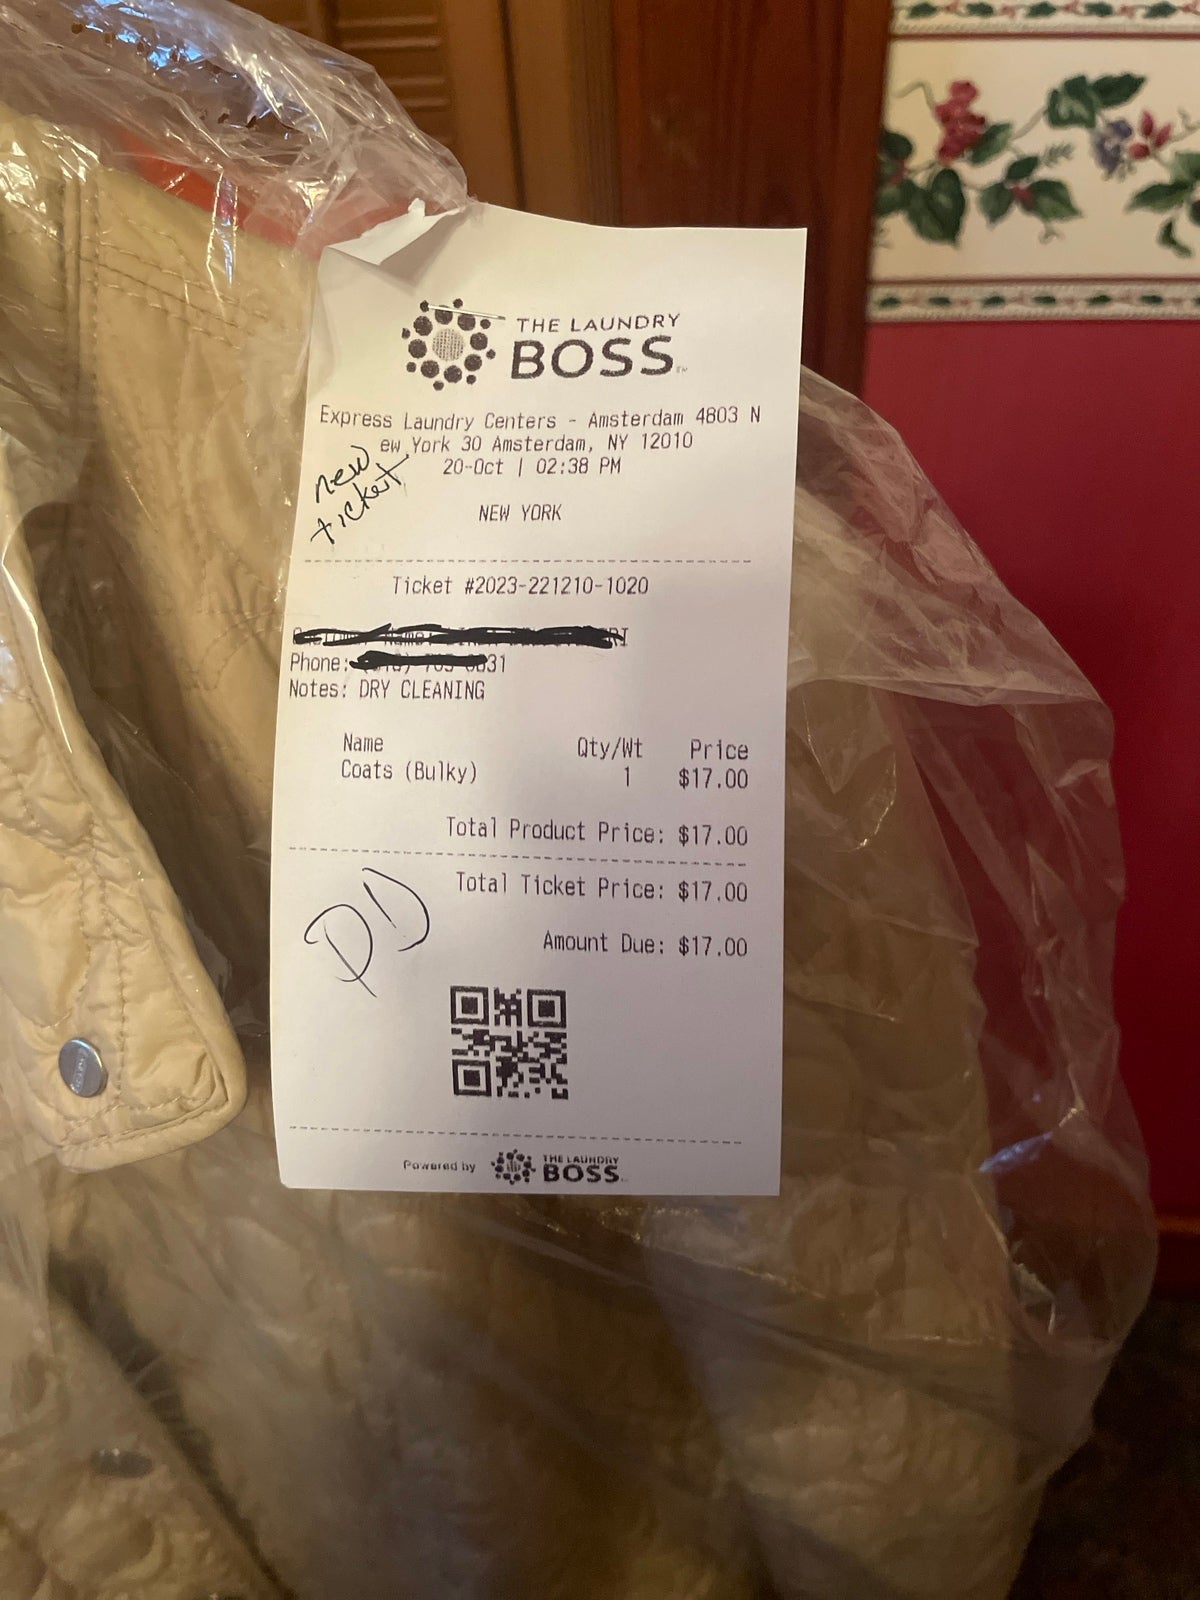 THE LAUNDRY
BOSS
Express Laundry Centers - Amsterdam 4803 N
ew York 30 Amsterdam, NY 12010
20-Oct | 02:38 PM
new
ticket
NEW YORK
Ticket #2023-221210-1020
Phone: 31
Notes: DRY CLEANING
Name Qty/Wt Price
Coats (Bulky) 1 $17.00
Total Product Price: $17.00
Total Ticket Price: $17.00
PD
Amount Due: $17.00
Powered by THE LAUNDRY
BOSS